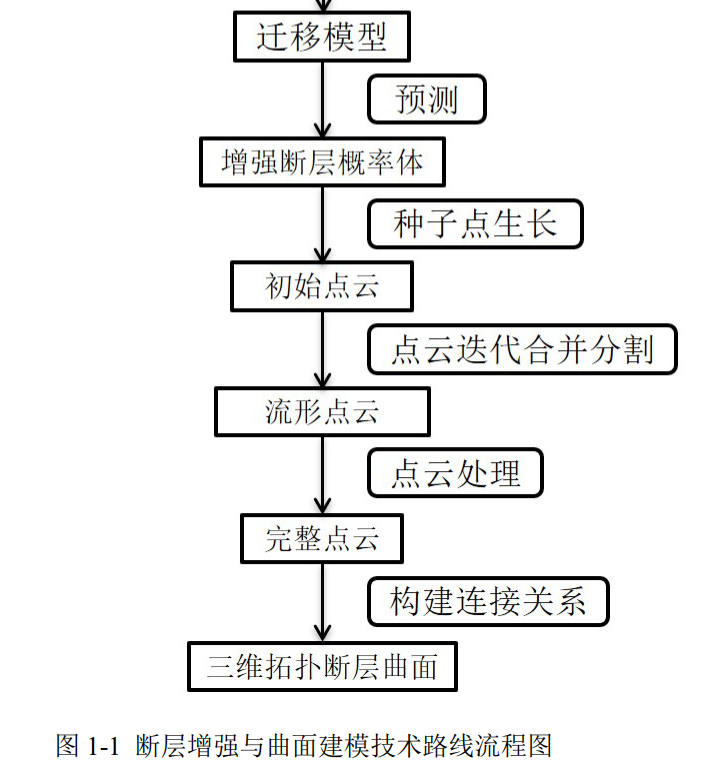 迁移模型
预测
增强断层概率体
种子点生长
初始点云
点云迭代合并分割
流形点云
点云处理
完整点云
构建连接关系
三维拓扑断层曲面
图 1-1 断层增强与曲面建模技术路线流程图